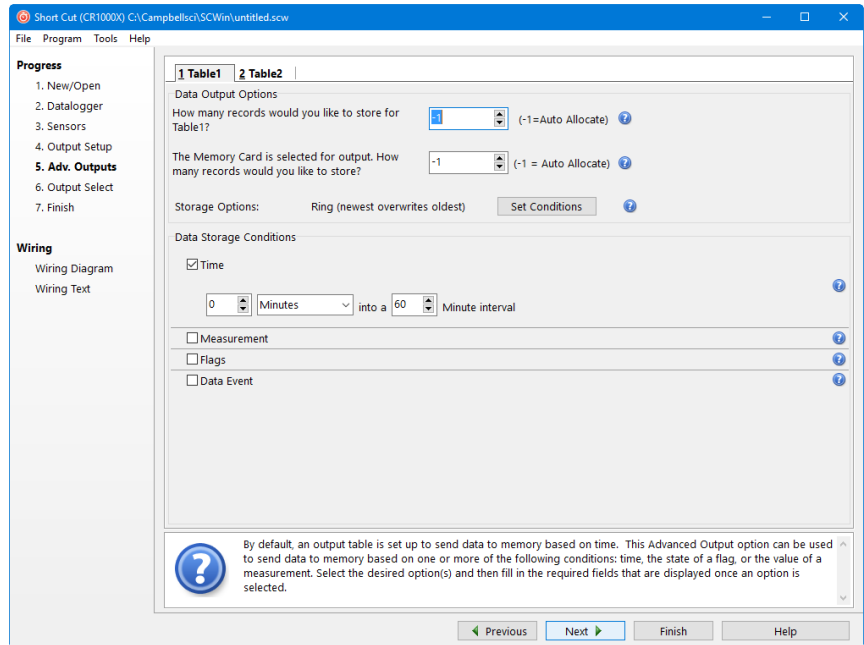 Short Cut (CR1000X) C:\Campbellsci\SCWin\untitled.scw
File Program Tools Help
Progress
1. New/Open
2. Datalogger
3. Sensors
4. Output Setup
5. Adv. Outputs
6. Output Select
7. Finish
Wiring
Wiring Diagram
Wiring Text
1 Table1 2 Table2
Data Output Options
How many records would you like to store for
Table1?
-1 (-1=Auto Allocate) ?
The Memory Card is selected for output. How
many records would you like to store?
-1 (-1 = Auto Allocate) ?
Storage Options: Ring (newest overwrites oldest) Set Conditions ?
Data Storage Conditions
Time
?
0 Minutes into a 60 Minute interval
Measurement ?
Flags ?
Data Event ?
?
By default, an output table is set up to send data to memory based on time. This Advanced Output option can be used
to send data to memory based on one or more of the following conditions: time, the state of a flag, or the value of a
measurement. Select the desired option(s) and then fill in the required fields that are displayed once an option is
selected.
Previous Next Finish Help